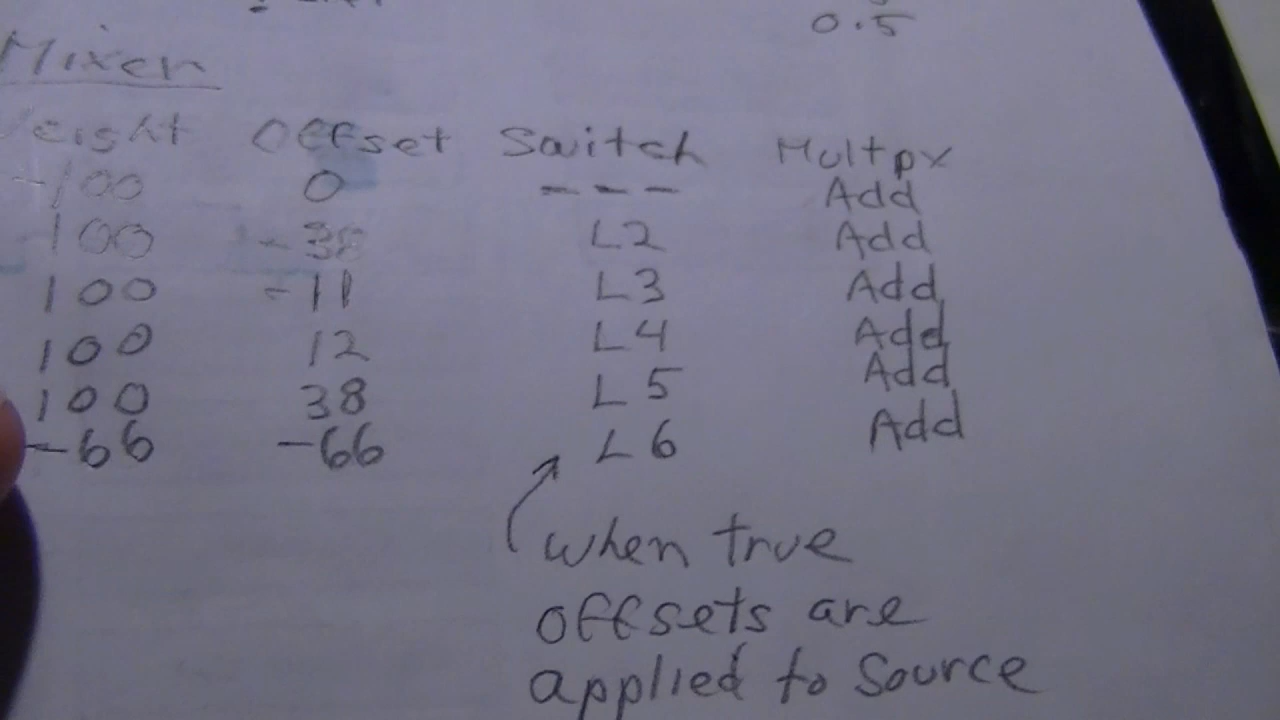 0.5
Mixer
eight Offset Switch Multpx
-100 0 --- Add
100 -38 L2 Add
100 -11 L3 Add
100 12 L4 Add
100 38 L5 Add
-66 -66 L6 Add
when true
offsets are
applied to Source